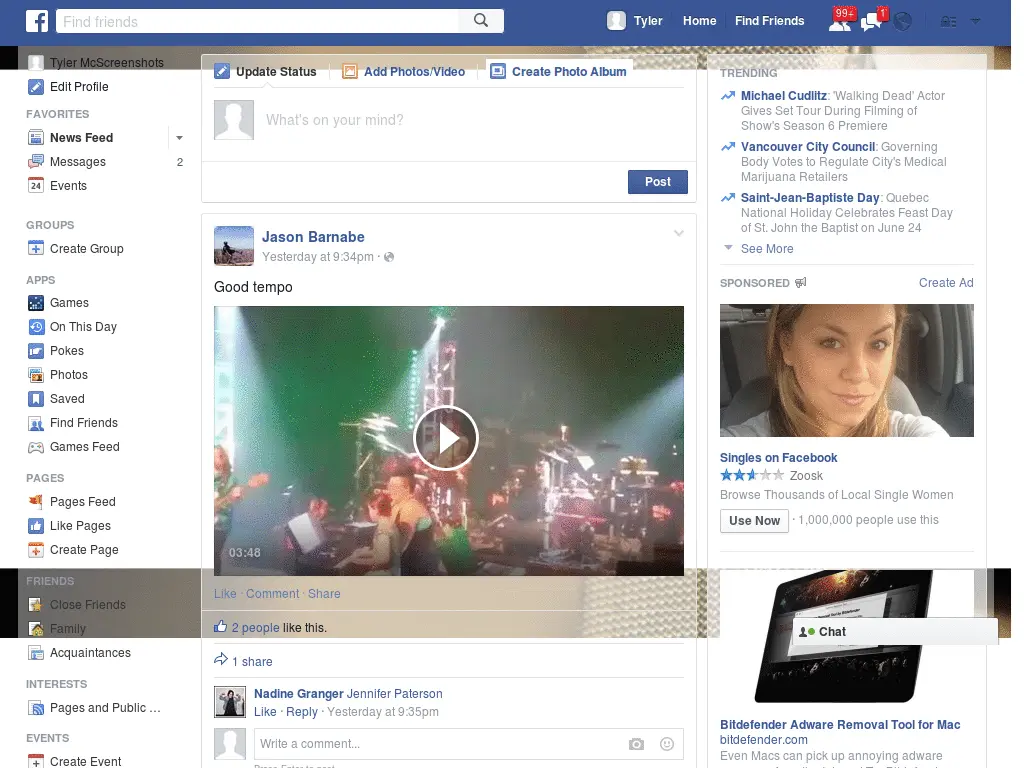 f
Find friends
Tyler
Home
Find Friends
99+
1
Tyler McScreenshots
Edit Profile
FAVORITES
News Feed
Messages
2
24
Events
GROUPS
Create Group
APPS
Games
On This Day
Pokes
Photos
Saved
Find Friends
Games Feed
PAGES
Pages Feed
Like Pages
Create Page
FRIENDS
Close Friends
Family
Acquaintances
INTERESTS
Pages and Public ...
EVENTS
Create Event
Update Status
Add Photos/Video
Create Photo Album
What's on your mind?
Post
Jason Barnabe
Yesterday at 9:34pm ·
Good tempo
03:48
Like · Comment · Share
2 people like this.
1 share
Nadine Granger Jennifer Paterson
Like · Reply · Yesterday at 9:35pm
Write a comment...
TRENDING
Michael Cudlitz: 'Walking Dead' Actor
Gives Set Tour During Filming of
Show's Season 6 Premiere
Vancouver City Council: Governing
Body Votes to Regulate City's Medical
Marijuana Retailers
Saint-Jean-Baptiste Day: Quebec
National Holiday Celebrates Feast Day
of St. John the Baptist on June 24
See More
SPONSORED
Create Ad
Singles on Facebook
Zoosk
Browse Thousands of Local Single Women
Use Now · 1,000,000 people use this
Chat
Bitdefender Adware Removal Tool for Mac
bitdefender.com
Even Macs can pick up annoying adware